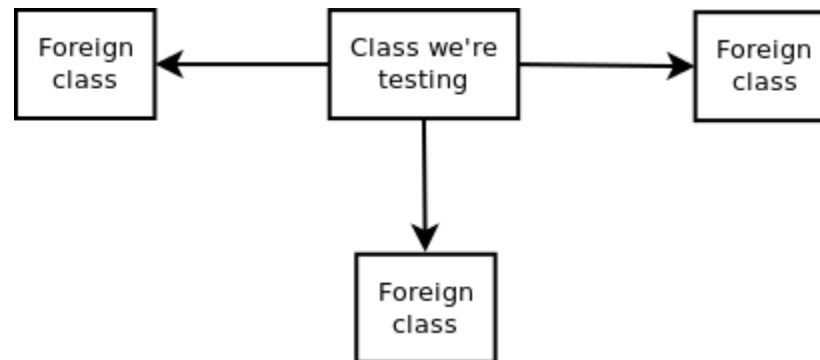 Foreign
class
Class we're
testing
Foreign
class
Foreign
class